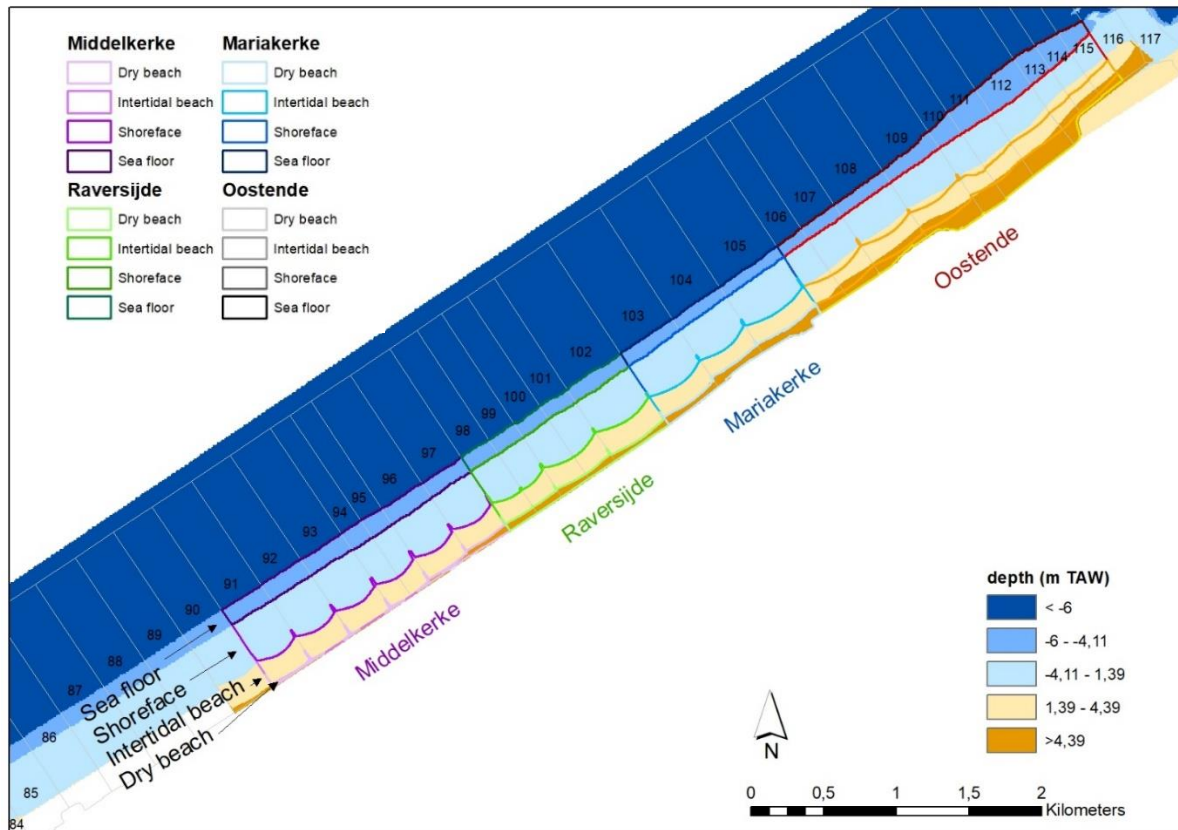 Middelkerke
Dry beach
Intertidal beach
Shoreface
Sea floor
Mariakerke
Dry beach
Intertidal beach
Shoreface
Sea floor
Raversijde
Dry beach
Intertidal beach
Shoreface
Sea floor
Oostende
Dry beach
Intertidal beach
Shoreface
Sea floor
84
85
86
87
88
89
90
91
92
93
94
95
96
97
98
99
100
101
102
103
104
105
106
107
108
109
110
111
112
113
114
115
116
117
Oostende
Mariakerke
Raversijde
Middelkerke
Sea floor
Shoreface
Intertidal beach
Dry beach
depth (m TAW)
< -6
-6 - -4,11
-4,11 - 1,39
1,39 - 4,39
>4,39
N
0 0,5 1 1,5 2
Kilometers